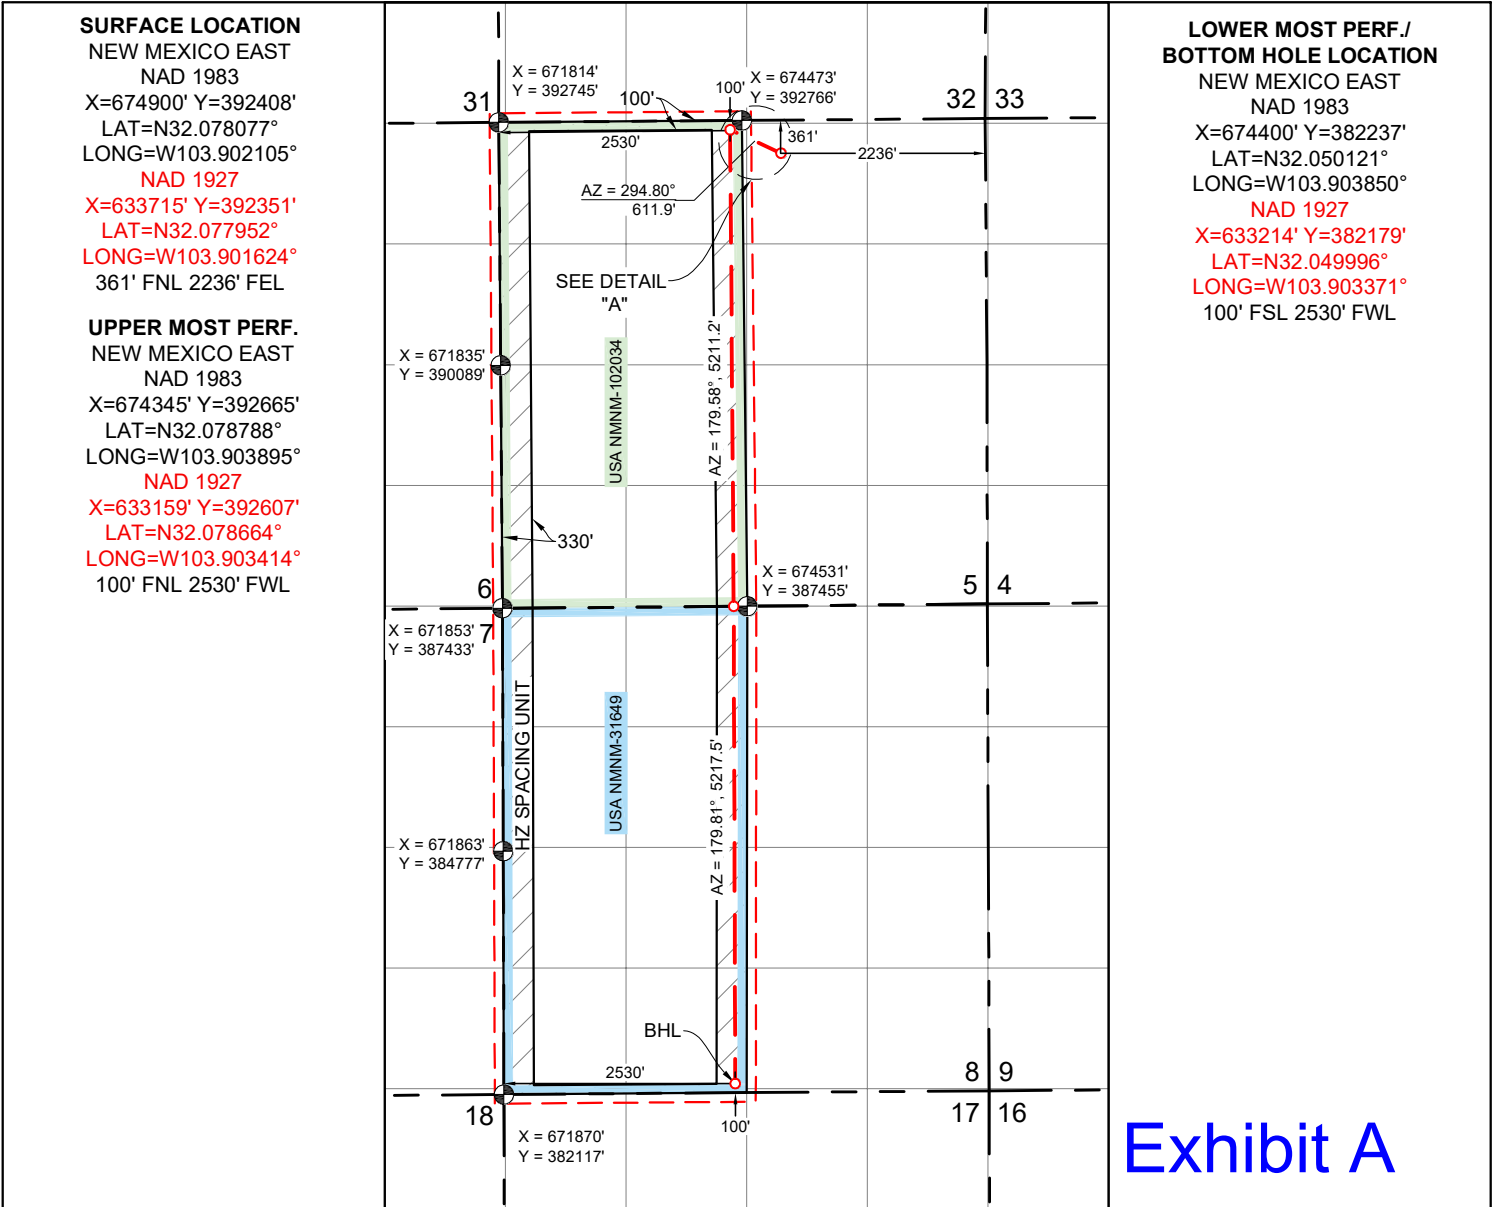 SURFACE LOCATION
NEW MEXICO EAST
NAD 1983
X=674900' Y=392408'
LAT=N32.078077°
LONG=W103.902105°
NAD 1927
X=633715' Y=392351'
LAT=N32.077952°
LONG=W103.901624°
361' FNL 2236' FEL
UPPER MOST PERF.
NEW MEXICO EAST
NAD 1983
X=674345' Y=392665'
LAT=N32.078788°
LONG=W103.903895°
NAD 1927
X=633159' Y=392607'
LAT=N32.078664°
LONG=W103.903414°
100' FNL 2530' FWL
X = 671814'
Y = 392745'
31
100'
100'
X = 674473'
Y = 392766'
32 33
361'
2236'
2530'
AZ = 294.80°
611.9'
SEE DETAIL
"A"
X = 671835'
Y = 390089'
USA NMNM-102034
AZ = 179.58°, 5211.2'
330'
6
X = 674531'
Y = 387455'
5 4
X = 671853'
Y = 387433'
7
HZ SPACING UNIT
USA NMNM-31649
AZ = 179.81°, 5217.5'
X = 671863'
Y = 384777'
BHL
2530'
8 9
18
17 16
100'
X = 671870'
Y = 382117'
LOWER MOST PERF./
BOTTOM HOLE LOCATION
NEW MEXICO EAST
NAD 1983
X=674400' Y=382237'
LAT=N32.050121°
LONG=W103.903850°
NAD 1927
X=633214' Y=382179'
LAT=N32.049996°
LONG=W103.903371°
100' FSL 2530' FWL
Exhibit A